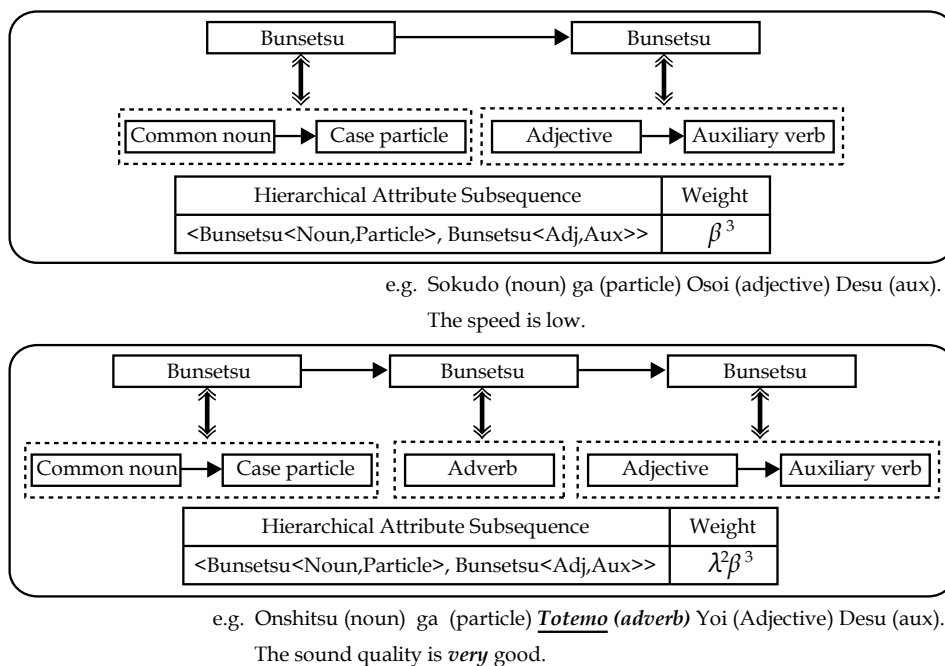 Bunsetsu Bunsetsu
Common noun Case particle Adjective Auxiliary verb
Hierarchical Attribute Subsequence Weight
<Bunsetsu<Noun,Particle>, Bunsetsu<Adj,Aux>> β³
e.g. Sokudo (noun) ga (particle) Osoi (adjective) Desu (aux).
The speed is low.
Bunsetsu Bunsetsu Bunsetsu
Common noun Case particle Adverb Adjective Auxiliary verb
Hierarchical Attribute Subsequence Weight
<Bunsetsu<Noun,Particle>, Bunsetsu<Adj,Aux>> λ²β³
e.g. Onshitsu (noun) ga (particle) Totemo (adverb) Yoi (Adjective) Desu (aux).
The sound quality is very good.